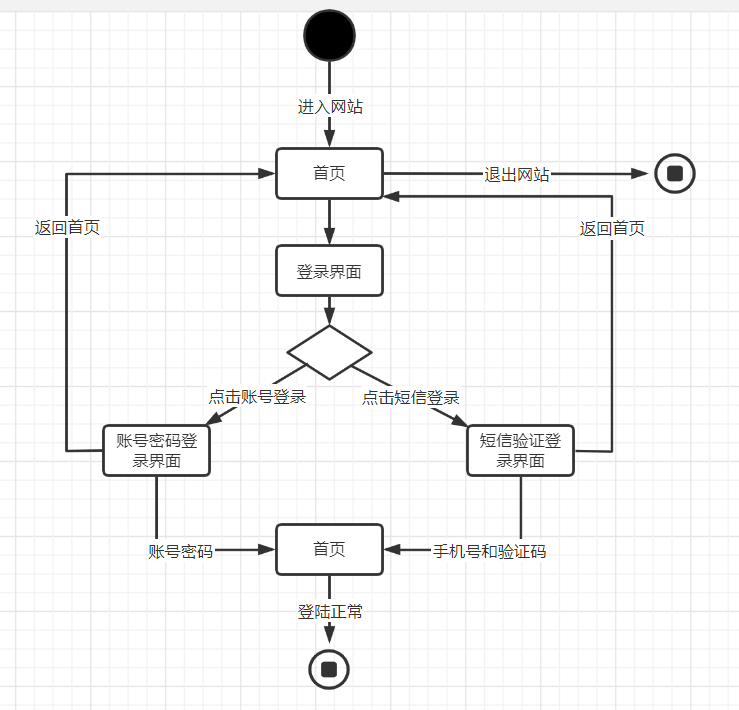 进入网站
首页
退出网站
返回首页
返回首页
登录界面
点击账号登录
点击短信登录
账号密码登
录界面
短信验证登
录界面
账号密码
首页
手机号和验证码
登陆正常